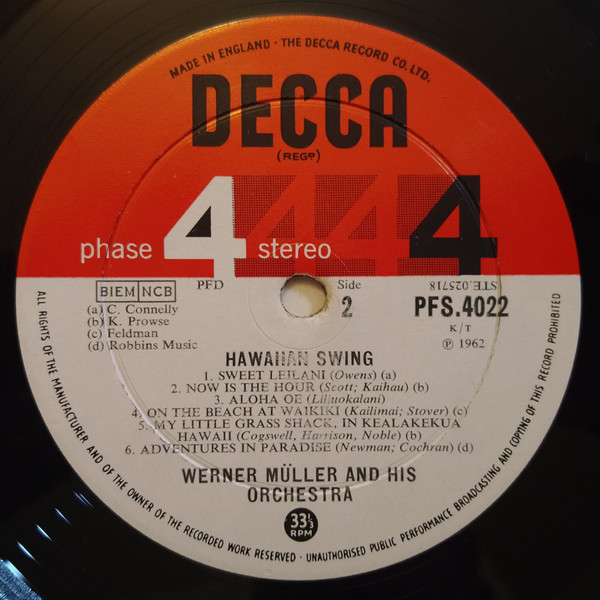 MADE IN ENGLAND · THE DECCA RECORD CO. LTD.
DECCA
(REGD)
phase 4 stereo 4 4 4
BIEM NCB
PFD
Side
2
STE.025718
PFS.4022
K/T
℗ 1962
(a) C. Connelly
(b) K. Prowse
(c) Feldman
(d) Robbins Music
HAWAIIAN SWING
1. SWEET LEILANI (Owens) (a)
2. NOW IS THE HOUR (Scott; Kaihau) (b)
3. ALOHA OE (Liliuokalani)
4. ON THE BEACH AT WAIKIKI (Kailimai; Stover) (c)
5. MY LITTLE GRASS SHACK, IN KEALAKEKUA
HAWAII (Cogswell, Harrison, Noble) (b)
6. ADVENTURES IN PARADISE (Newman; Cochran) (d)
WERNER MÜLLER AND HIS
ORCHESTRA
33⅓
RPM
ALL RIGHTS OF THE MANUFACTURER AND OF THE OWNER OF THE RECORDED WORK RESERVED · UNAUTHORISED PUBLIC PERFORMANCE BROADCASTING AND COPYING OF THIS RECORD PROHIBITED